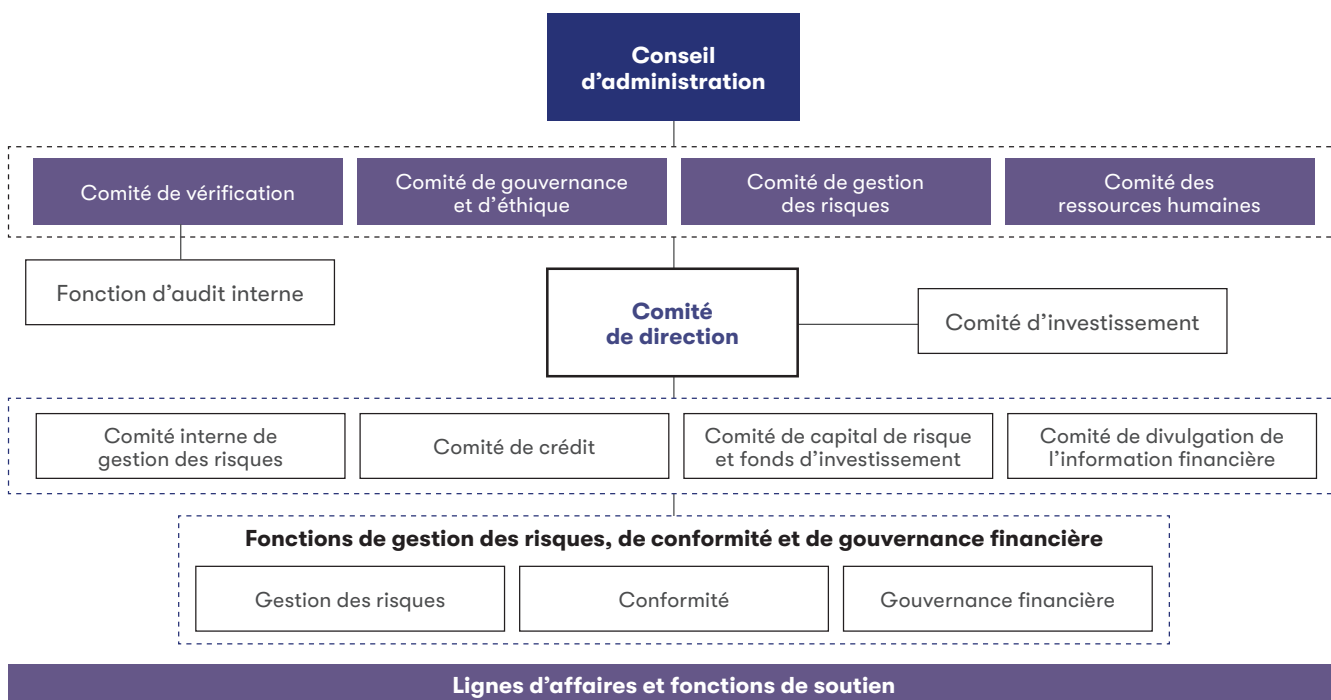 Conseil
d'administration
Comité de vérification
Comité de gouvernance
et d'éthique
Comité de gestion
des risques
Comité des
ressources humaines
Fonction d'audit interne
Comité
de direction
Comité d'investissement
Comité interne de
gestion des risques
Comité de crédit
Comité de capital de risque
et fonds d'investissement
Comité de divulgation de
l'information financière
Fonctions de gestion des risques, de conformité et de gouvernance financière
Gestion des risques
Conformité
Gouvernance financière
Lignes d'affaires et fonctions de soutien